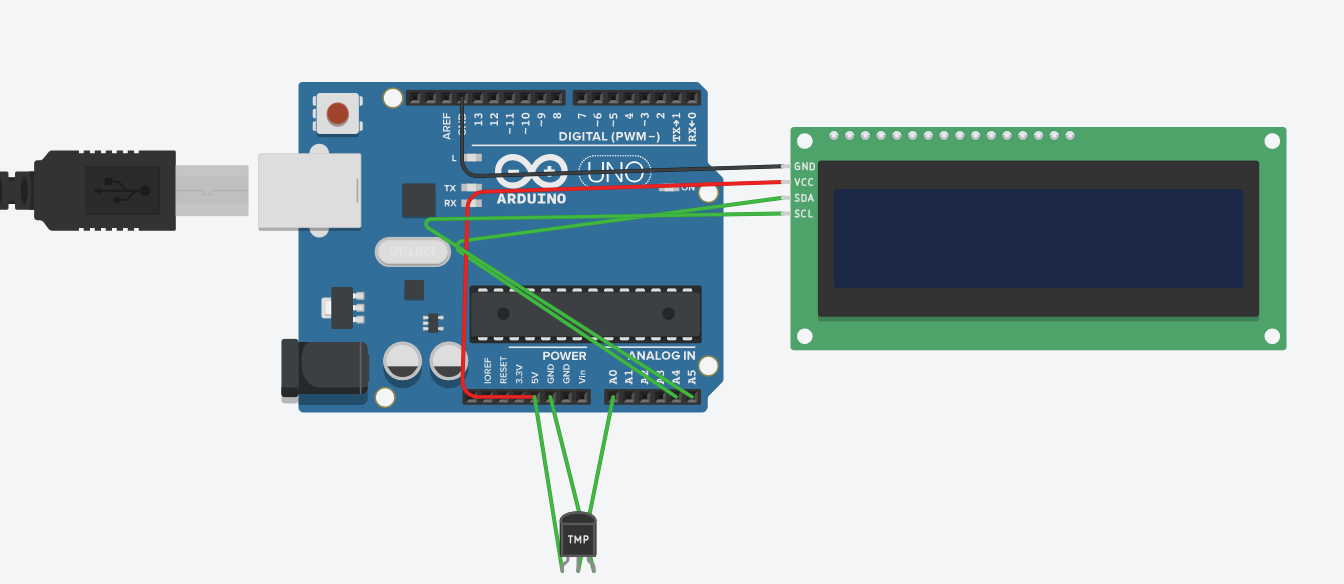 AREF
GND
13
12
~11
~10
~9
8
7
~6
~5
4
~3
2
TX→1
RX←0
DIGITAL (PWM~)
L
TX
RX
UNO
ON
ARDUINO
POWER
ANALOG IN
IOREF
RESET
3.3V
5V
GND
GND
Vin
A0
A1
A2
A3
A4
A5
GND
VCC
SDA
SCL
TMP